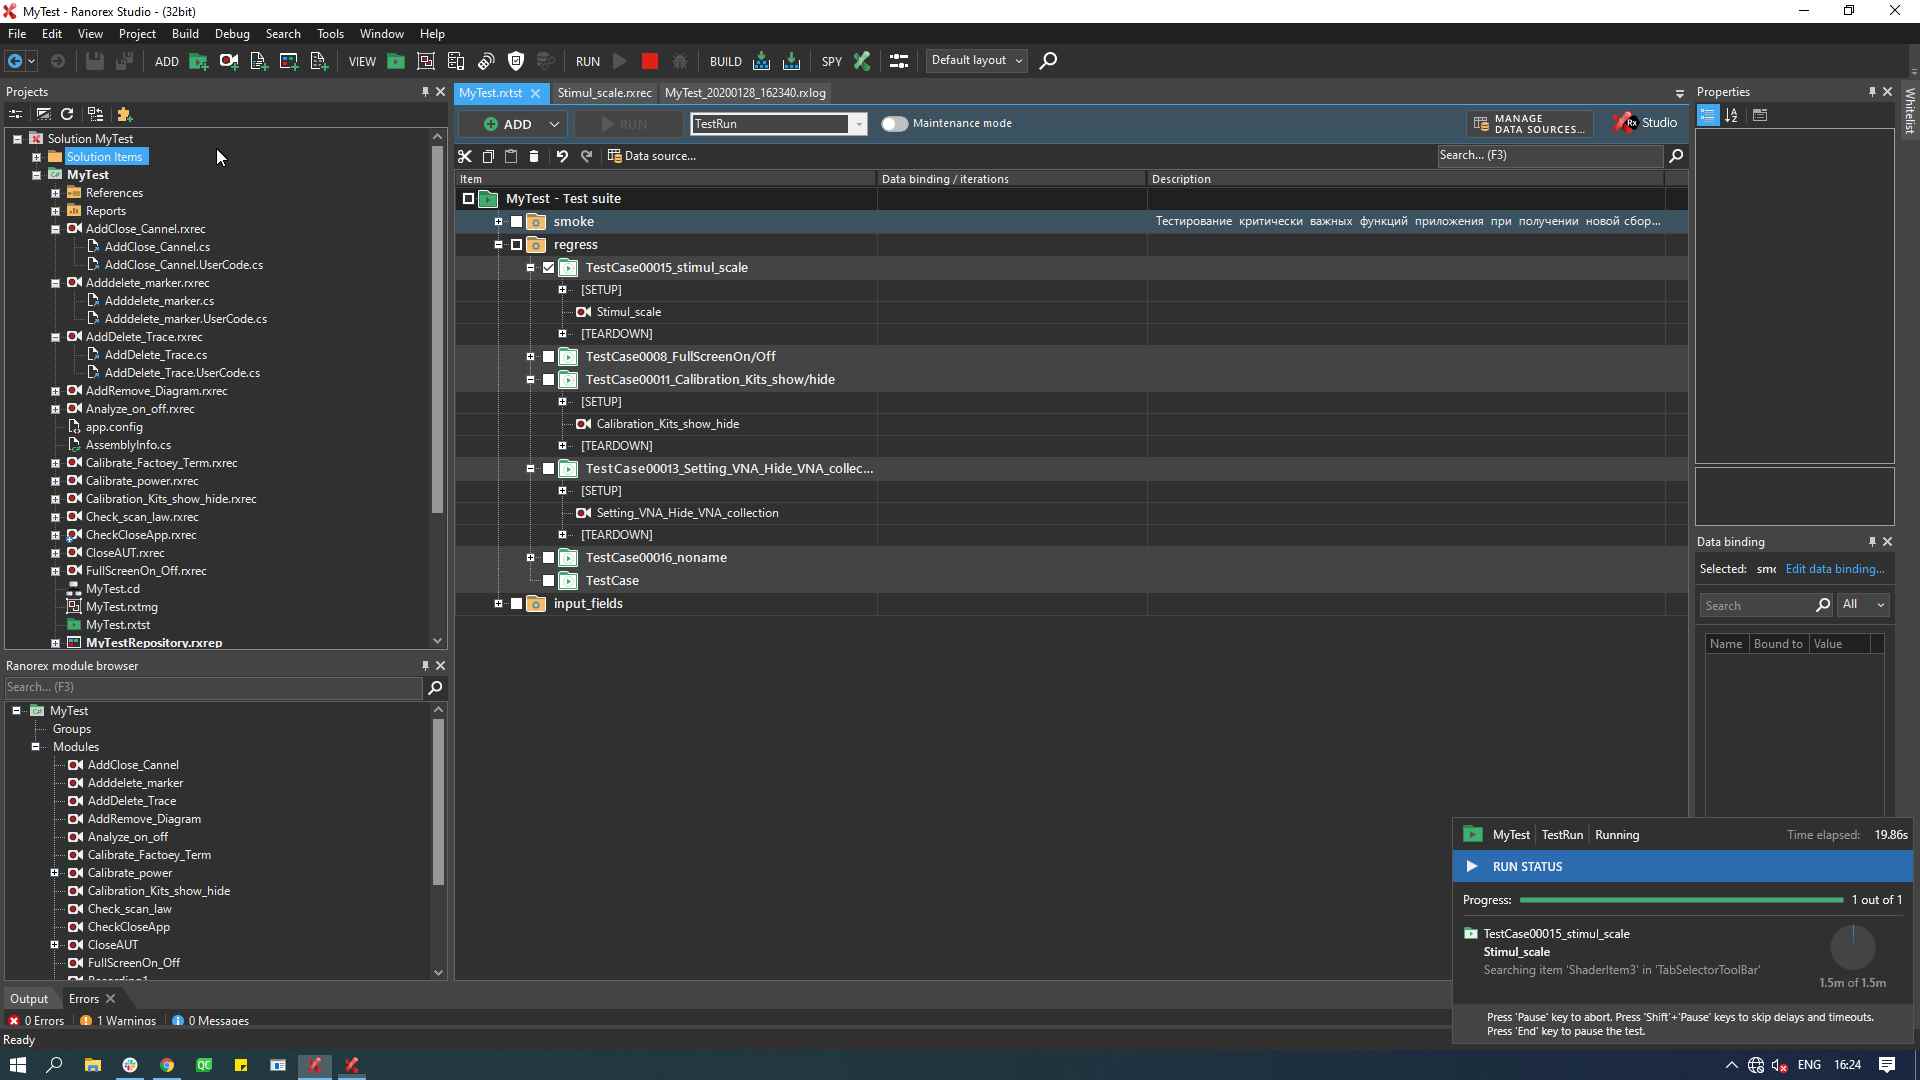 MyTest - Ranorex Studio - (32bit)
File Edit View Project Build Debug Search Tools Window Help
ADD VIEW RUN BUILD SPY Default layout
Projects
Solution MyTest
Solution Items
MyTest
References
Reports
AddClose_Cannel.rxrec
AddClose_Cannel.cs
AddClose_Cannel.UserCode.cs
Adddelete_marker.rxrec
Adddelete_marker.cs
Adddelete_marker.UserCode.cs
AddDelete_Trace.rxrec
AddDelete_Trace.cs
AddDelete_Trace.UserCode.cs
AddRemove_Diagram.rxrec
Analyze_on_off.rxrec
app.config
AssemblyInfo.cs
Calibrate_Factoey_Term.rxrec
Calibrate_power.rxrec
Calibration_Kits_show_hide.rxrec
Check_scan_law.rxrec
CheckCloseApp.rxrec
CloseAUT.rxrec
FullScreenOn_Off.rxrec
MyTest.cd
MyTest.rxtmg
MyTest.rxtst
MyTestRepository.rxrep
Ranorex module browser
Search... (F3)
MyTest
Groups
Modules
AddClose_Cannel
Adddelete_marker
AddDelete_Trace
AddRemove_Diagram
Analyze_on_off
Calibrate_Factoey_Term
Calibrate_power
Calibration_Kits_show_hide
Check_scan_law
CheckCloseApp
CloseAUT
FullScreenOn_Off
MyTest.rxtst Stimul_scale.rxrec MyTest_20200128_162340.rxlog
ADD RUN TestRun Maintenance mode MANAGE DATA SOURCES... Rx Studio
Data source... Search... (F3)
Item Data binding / iterations Description
MyTest - Test suite
smoke Тестирование критически важных функций приложения при получении новой сбор...
regress
TestCase00015_stimul_scale
[SETUP]
Stimul_scale
[TEARDOWN]
TestCase0008_FullScreenOn/Off
TestCase00011_Calibration_Kits_show/hide
[SETUP]
Calibration_Kits_show_hide
[TEARDOWN]
TestCase00013_Setting_VNA_Hide_VNA_collec...
[SETUP]
Setting_VNA_Hide_VNA_collection
[TEARDOWN]
TestCase00016_noname
TestCase
input_fields
Properties
Whitelist
Data binding
Selected: smo Edit data binding...
Search All
Name Bound to Value
MyTest TestRun Running Time elapsed: 19.86s
RUN STATUS
Progress: 1 out of 1
TestCase00015_stimul_scale
Stimul_scale
Searching item 'ShaderItem3' in 'TabSelectorToolBar'
1.5m of 1.5m
Press 'Pause' key to abort. Press 'Shift'+'Pause' keys to skip delays and timeouts.
Press 'End' key to pause the test.
Output Errors
0 Errors 1 Warnings 0 Messages
Ready
QC
ENG 16:24